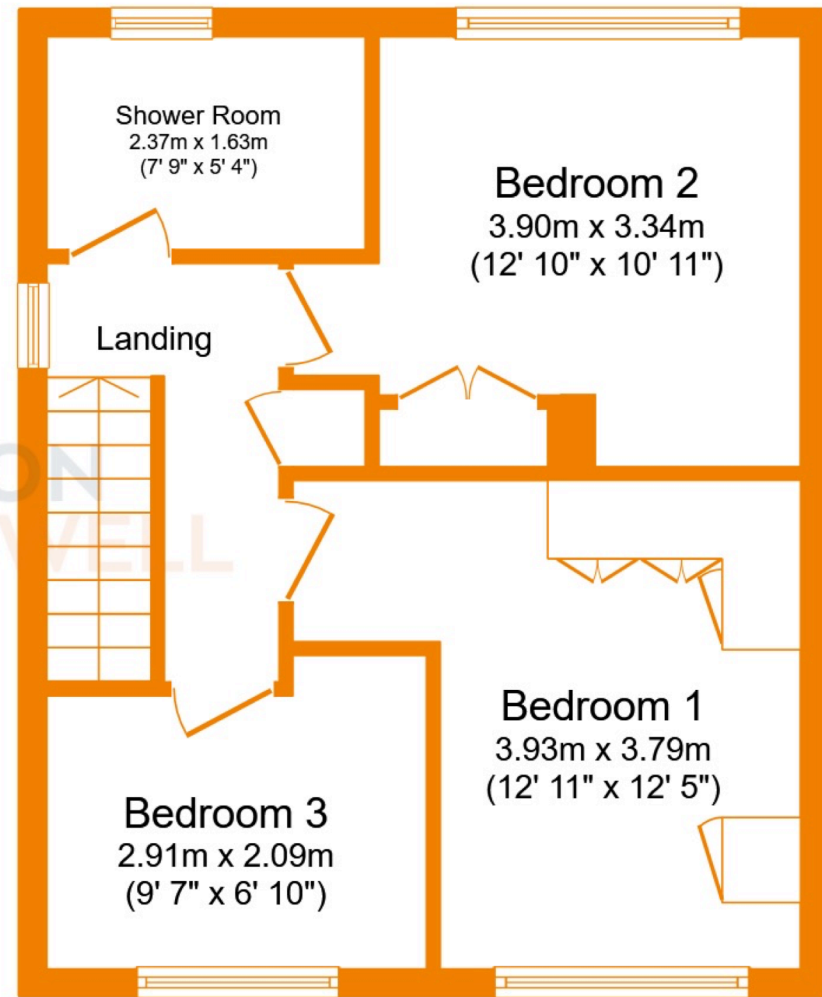 Shower Room
2.37m x 1.63m
(7' 9" x 5' 4")
Bedroom 2
3.90m x 3.34m
(12' 10" x 10' 11")
Landing
ON
WELL
Bedroom 1
3.93m x 3.79m
(12' 11" x 12' 5")
Bedroom 3
2.91m x 2.09m
(9' 7" x 6' 10")